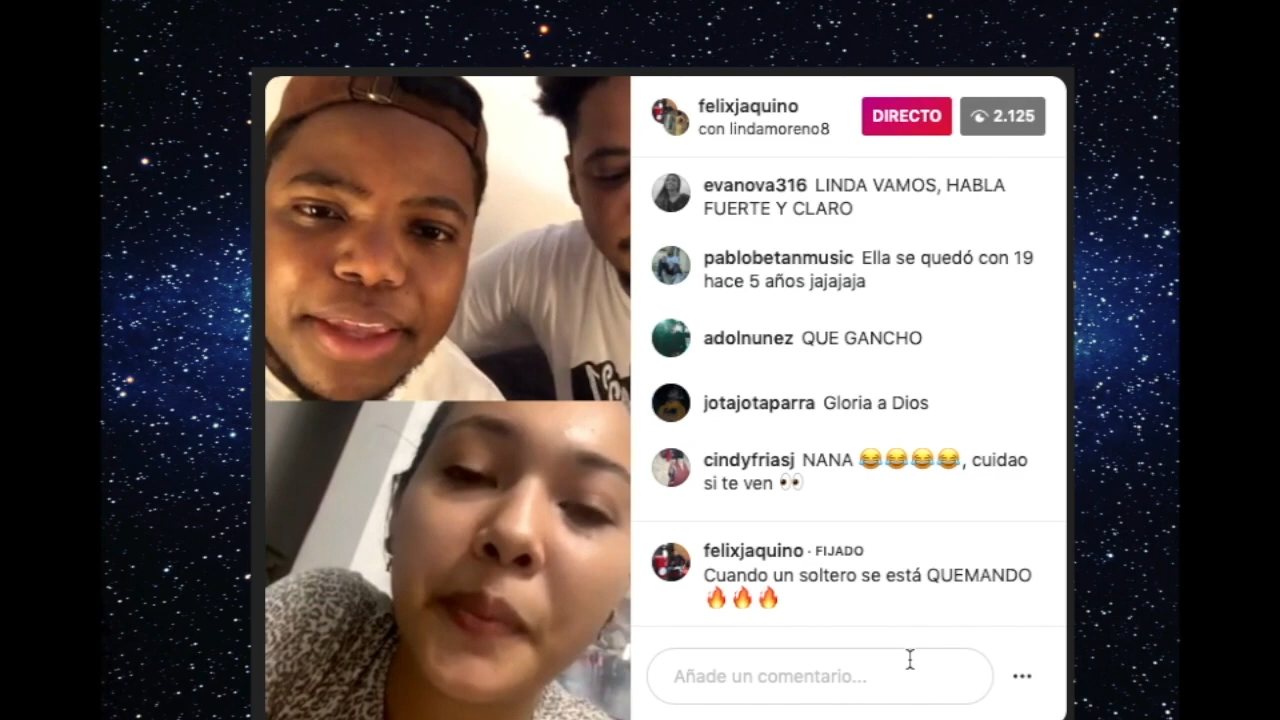 felixjaquino
con lindamoreno8
DIRECTO
2.125
evanova316 LINDA VAMOS, HABLA
FUERTE Y CLARO
pablobetanmusic Ella se quedó con 19
hace 5 años jajajaja
adolnunez QUE GANCHO
jotajotaparra Gloria a Dios
cindyfriasj NANA 😂😂😂😂, cuidao
si te ven 👀
felixjaquino · FIJADO
Cuando un soltero se está QUEMANDO
🔥🔥🔥
Añade un comentario...